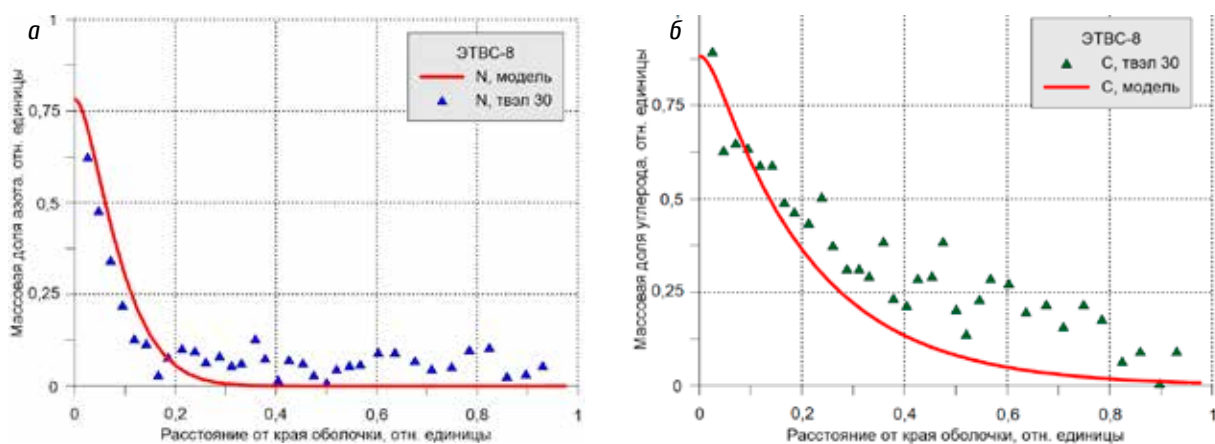 а
ЭТВС-8
N, модель
N, твэл 30
Массовая доля азота, отн. единицы
1
0,75
0,5
0,25
0
0 0,2 0,4 0,6 0,8 1
Расстояние от края оболочки, отн. единицы
б
ЭТВС-8
С, твэл 30
С, модель
Массовая доля углерода, отн. единицы
0,75
0,5
0,25
0
0 0,2 0,4 0,6 0,8 1
Расстояние от края оболочки, отн. единицы